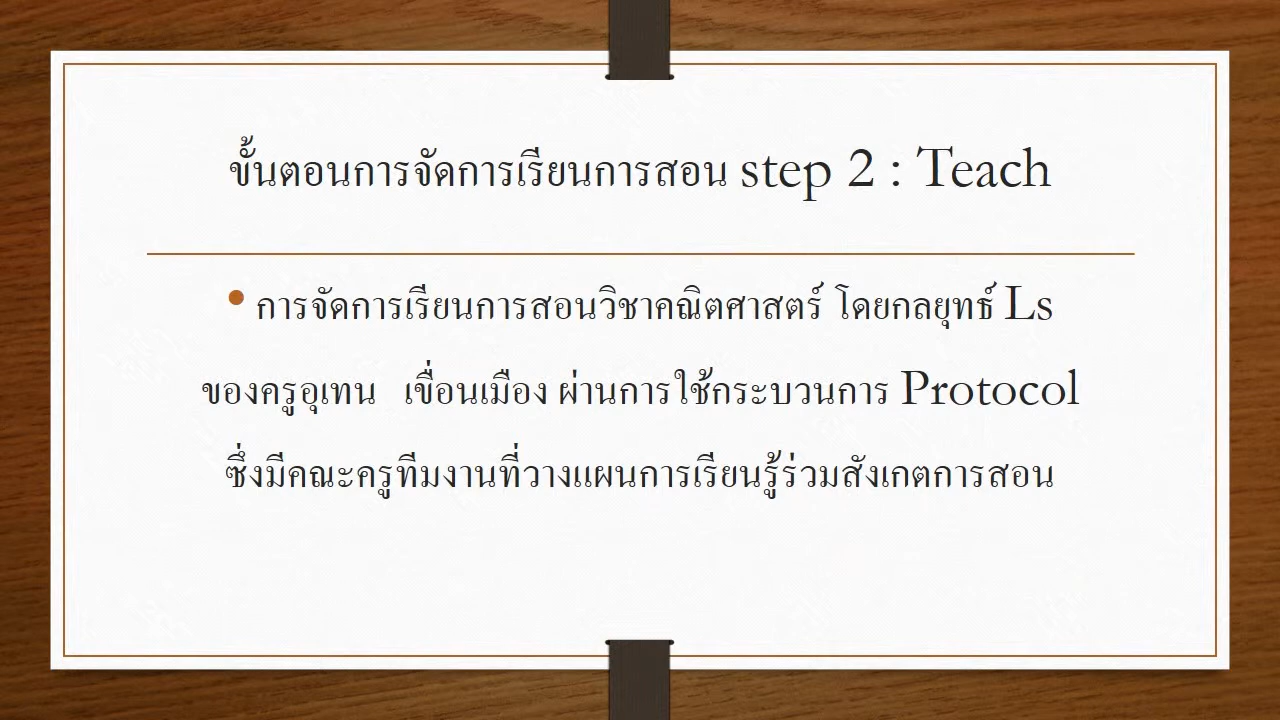 ขั้นตอนการจัดการเรียนการสอน step 2 : Teach
• การจัดการเรียนการสอนวิชาคณิตศาสตร์ โดยกลยุทธ์ Ls
ของครูอุเทน เขื่อนเมือง ผ่านการใช้กระบวนการ Protocol
ซึ่งมีคณะครูทีมงานที่วางแผนการเรียนรู้ร่วมสังเกตการสอน